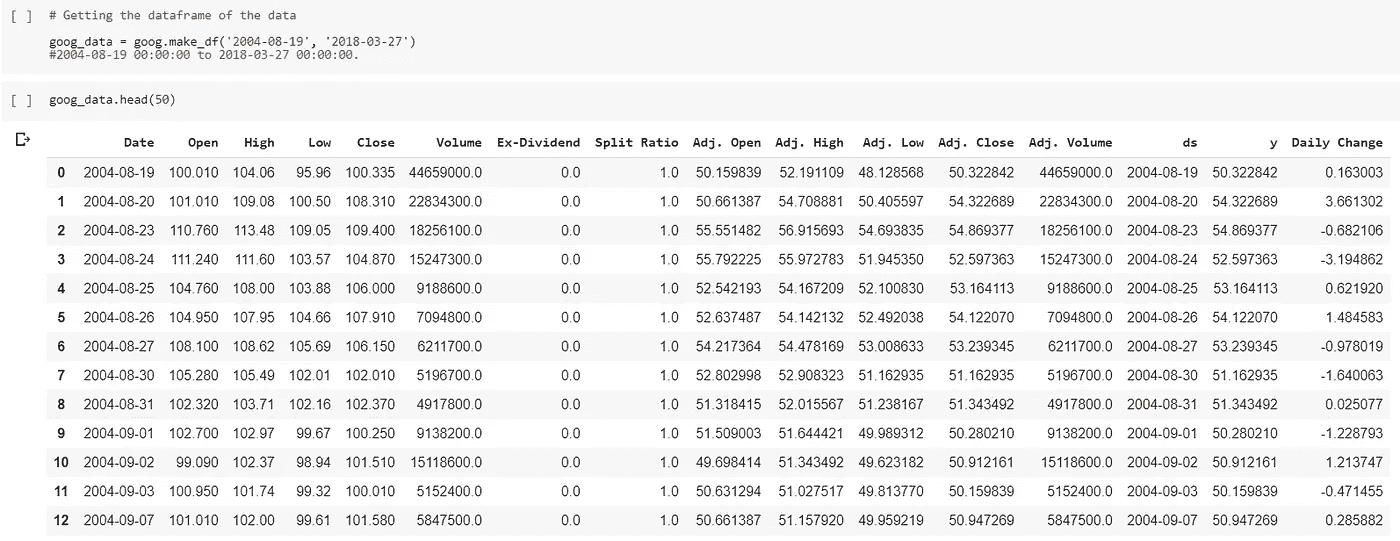 [ ] # Getting the dataframe of the data
goog_data = goog.make_df('2004-08-19', '2018-03-27')
#2004-08-19 00:00:00 to 2018-03-27 00:00:00.
[ ] goog_data.head(50)
Date Open High Low Close Volume Ex-Dividend Split Ratio Adj. Open Adj. High Adj. Low Adj. Close Adj. Volume ds y Daily Change
0 2004-08-19 100.010 104.06 95.96 100.335 44659000.0 0.0 1.0 50.159839 52.191109 48.128568 50.322842 44659000.0 2004-08-19 50.322842 0.163003
1 2004-08-20 101.010 109.08 100.50 108.310 22834300.0 0.0 1.0 50.661387 54.708881 50.405597 54.322689 22834300.0 2004-08-20 54.322689 3.661302
2 2004-08-23 110.760 113.48 109.05 109.400 18256100.0 0.0 1.0 55.551482 56.915693 54.693835 54.869377 18256100.0 2004-08-23 54.869377 -0.682106
3 2004-08-24 111.240 111.60 103.57 104.870 15247300.0 0.0 1.0 55.792225 55.972783 51.945350 52.597363 15247300.0 2004-08-24 52.597363 -3.194862
4 2004-08-25 104.760 108.00 103.88 106.000 9188600.0 0.0 1.0 52.542193 54.167209 52.100830 53.164113 9188600.0 2004-08-25 53.164113 0.621920
5 2004-08-26 104.950 107.95 104.66 107.910 7094800.0 0.0 1.0 52.637487 54.142132 52.492038 54.122070 7094800.0 2004-08-26 54.122070 1.484583
6 2004-08-27 108.100 108.62 105.69 106.150 6211700.0 0.0 1.0 54.217364 54.478169 53.008633 53.239345 6211700.0 2004-08-27 53.239345 -0.978019
7 2004-08-30 105.280 105.49 102.01 102.010 5196700.0 0.0 1.0 52.802998 52.908323 51.162935 51.162935 5196700.0 2004-08-30 51.162935 -1.640063
8 2004-08-31 102.320 103.71 102.16 102.370 4917800.0 0.0 1.0 51.318415 52.015567 51.238167 51.343492 4917800.0 2004-08-31 51.343492 0.025077
9 2004-09-01 102.700 102.97 99.67 100.250 9138200.0 0.0 1.0 51.509003 51.644421 49.989312 50.280210 9138200.0 2004-09-01 50.280210 -1.228793
10 2004-09-02 99.090 102.37 98.94 101.510 15118600.0 0.0 1.0 49.698414 51.343492 49.623182 50.912161 15118600.0 2004-09-02 50.912161 1.213747
11 2004-09-03 100.950 101.74 99.32 100.010 5152400.0 0.0 1.0 50.631294 51.027517 49.813770 50.159839 5152400.0 2004-09-03 50.159839 -0.471455
12 2004-09-07 101.010 102.00 99.61 101.580 5847500.0 0.0 1.0 50.661387 51.157920 49.959219 50.947269 5847500.0 2004-09-07 50.947269 0.285882